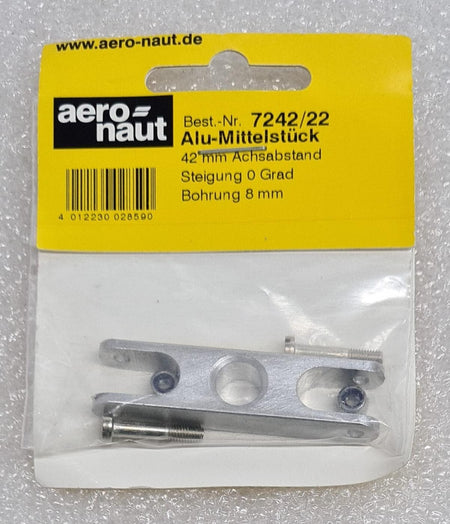 www.aero-naut.de
aero-
naut
Best.-Nr. 7242/22
Alu-Mittelstück
42 mm Achsabstand
Steigung 0 Grad
Bohrung 8 mm
4 012230 028590